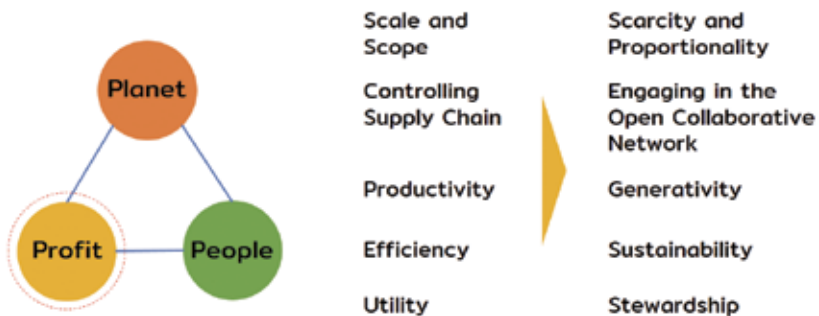 Planet
Profit
People
Scale and
Scope
Controlling
Supply Chain
Productivity
Efficiency
Utility
Scarcity and
Proportionality
Engaging in the
Open Collaborative
Network
Generativity
Sustainability
Stewardship